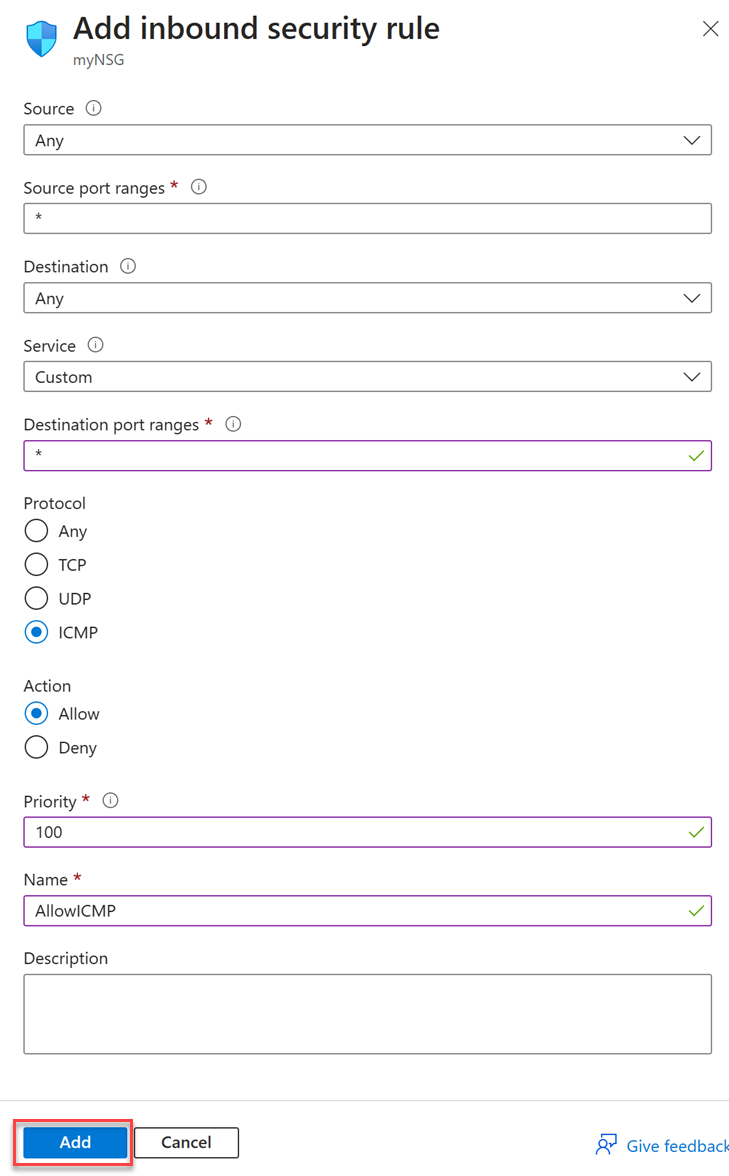 Add inbound security rule
myNSG
Source
Any
Source port ranges *
*
Destination
Any
Service
Custom
Destination port ranges *
*
Protocol
Any
TCP
UDP
ICMP
Action
Allow
Deny
Priority *
100
Name *
AllowICMP
Description
Add Cancel Give feedback